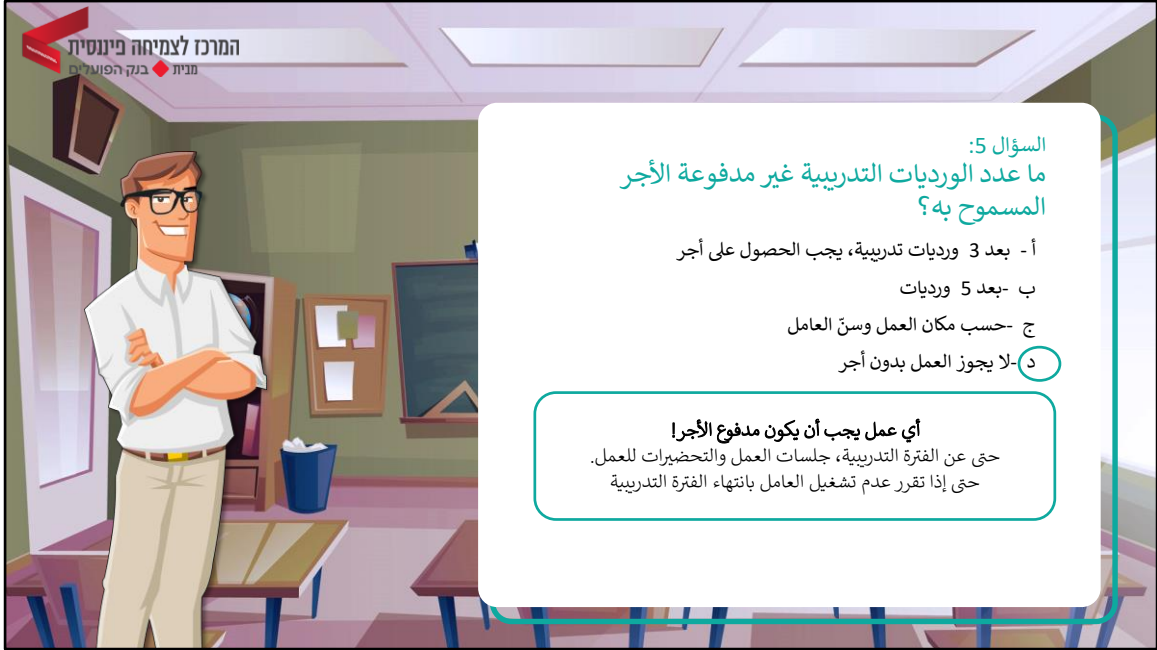 המרכז לצמיחה פיננסית
מבית בנק הפועלים
السؤال 5:
ما عدد الورديات التدريبية غير مدفوعة الأجر
المسموح به؟
أ - بعد 3 ورديات تدريبية، يجب الحصول على أجر
ب -بعد 5 ورديات
ج -حسب مكان العمل وسنّ العامل
د -لا يجوز العمل بدون أجر
أي عمل يجب أن يكون مدفوع الأجر!
حتى عن الفترة التدريبية، جلسات العمل والتحضيرات للعمل.
حتى إذا تقرر عدم تشغيل العامل بانتهاء الفترة التدريبية